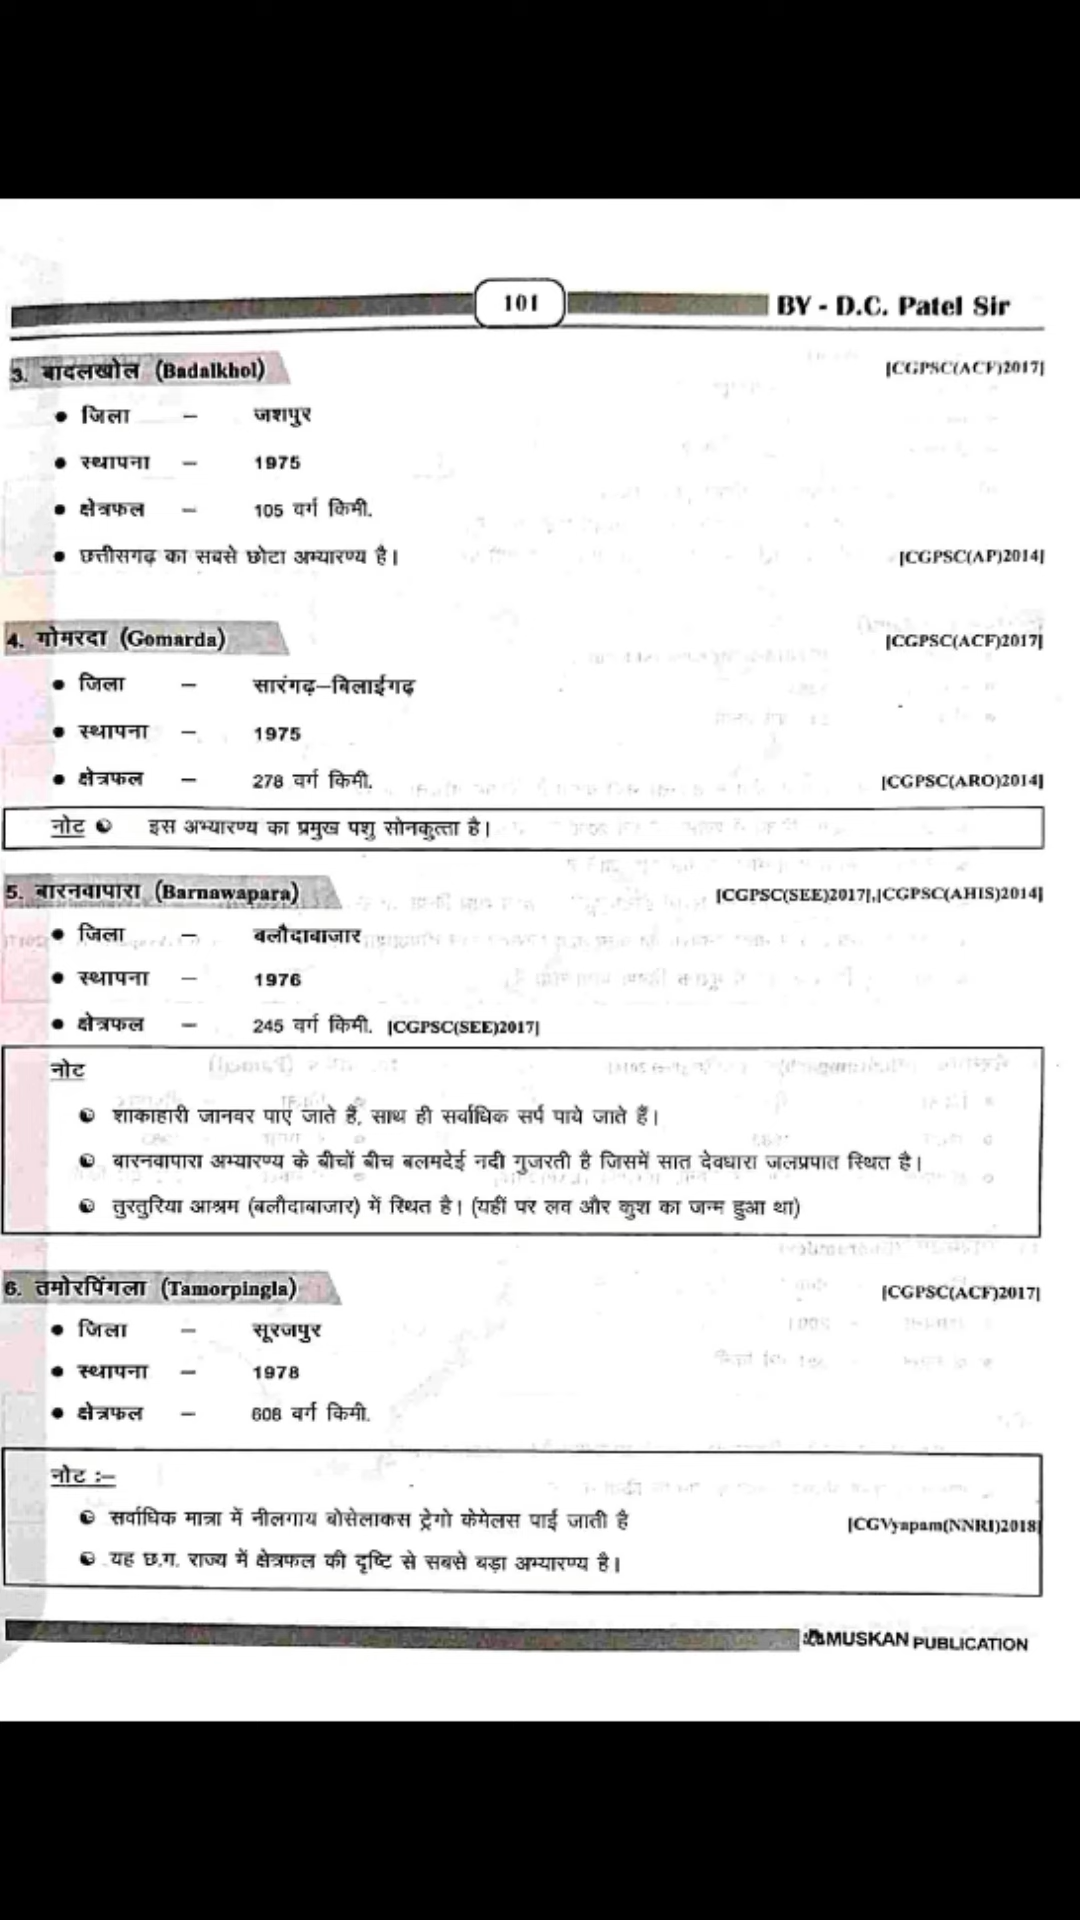 101
BY - D.C. Patel Sir
3. बादलखोल (Badalkhol) [CGPSC(ACF)2017]
● जिला – जशपुर
● स्थापना – 1975
● क्षेत्रफल – 105 वर्ग किमी.
● छत्तीसगढ़ का सबसे छोटा अभ्यारण्य है। [CGPSC(AP)2014]
4. गोमरदा (Gomarda) [CGPSC(ACF)2017]
● जिला – सारंगढ़–बिलाईगढ़
● स्थापना – 1975
● क्षेत्रफल – 278 वर्ग किमी. [CGPSC(ARO)2014]
नोट इस अभ्यारण्य का प्रमुख पशु सोनकुत्ता है।
5. बारनवापारा (Barnawapara) [CGPSC(SEE)2017],[CGPSC(AHIS)2014]
● जिला – बलौदाबाजार
● स्थापना – 1976
● क्षेत्रफल – 245 वर्ग किमी. [CGPSC(SEE)2017]
नोट
शाकाहारी जानवर पाए जाते हैं, साथ ही सर्वाधिक सर्प पाये जाते हैं।
बारनवापारा अभ्यारण्य के बीचों बीच बलमदेई नदी गुजरती है जिसमें सात देवधारा जलप्रपात स्थित है।
तुरतुरिया आश्रम (बलौदाबाजार) में स्थित है। (यहीं पर लव और कुश का जन्म हुआ था)
6. तमोरपिंगला (Tamorpingla) [CGPSC(ACF)2017]
● जिला – सूरजपुर
● स्थापना – 1978
● क्षेत्रफल – 608 वर्ग किमी.
नोट :–
सर्वाधिक मात्रा में नीलगाय बोसेलाकस ट्रेगो केमेलस पाई जाती है [CGVyapam(NNRI)2018]
यह छ.ग. राज्य में क्षेत्रफल की दृष्टि से सबसे बड़ा अभ्यारण्य है।
MUSKAN PUBLICATION